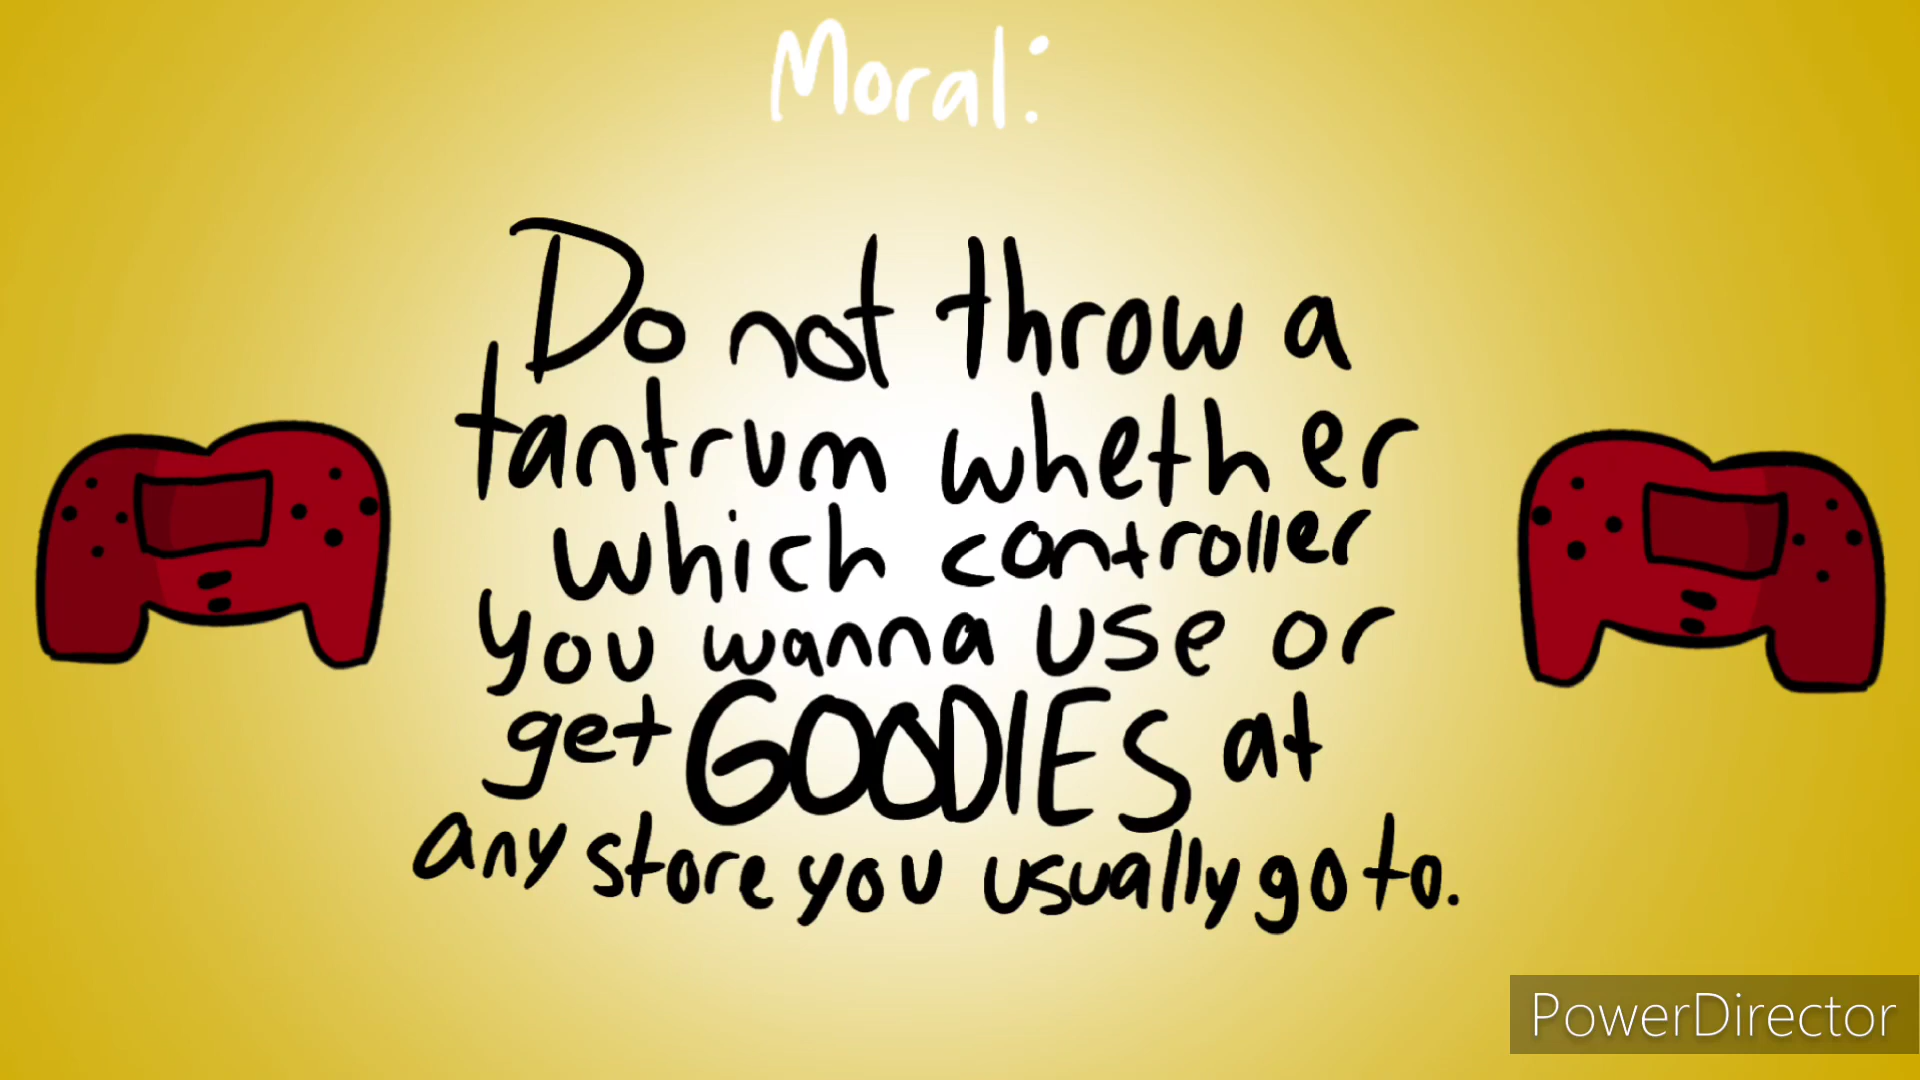 Moral:
Do not throw a
tantrum whether
which controller
you wanna use or
get GOODIES at
any store you usually go to.
PowerDirector